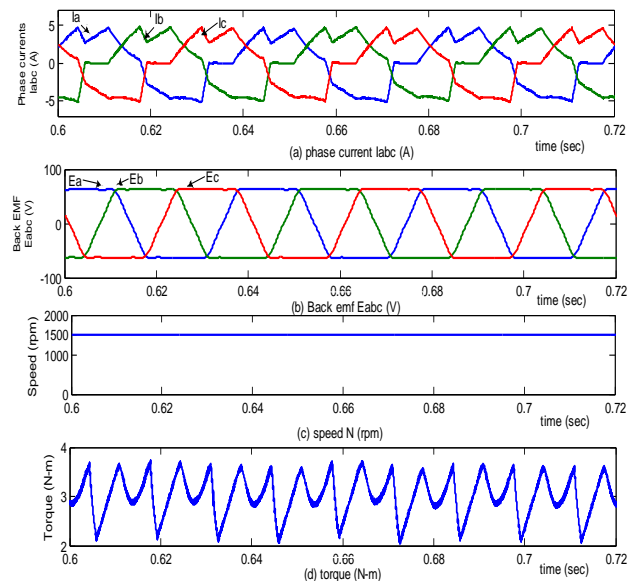 Phase currents
Iabc (A)
5
0
-5
Ia
Ib
Ic
0.6 0.62 0.64 0.66 0.68 0.7 0.72
time (sec)
(a) phase current Iabc (A)
Back EMF
Eabc (V)
100
0
-100
Ea
Eb
Ec
0.6 0.62 0.64 0.66 0.68 0.7 0.72
time (sec)
(b) Back emf Eabc (V)
Speed (rpm)
2000
1500
1000
0
0.6 0.62 0.64 0.66 0.68 0.7 0.72
time (sec)
(c) speed N (rpm)
Torque (N-m)
4
3
2
0.6 0.62 0.64 0.66 0.68 0.7 0.72
time (sec)
(d) torque (N-m)